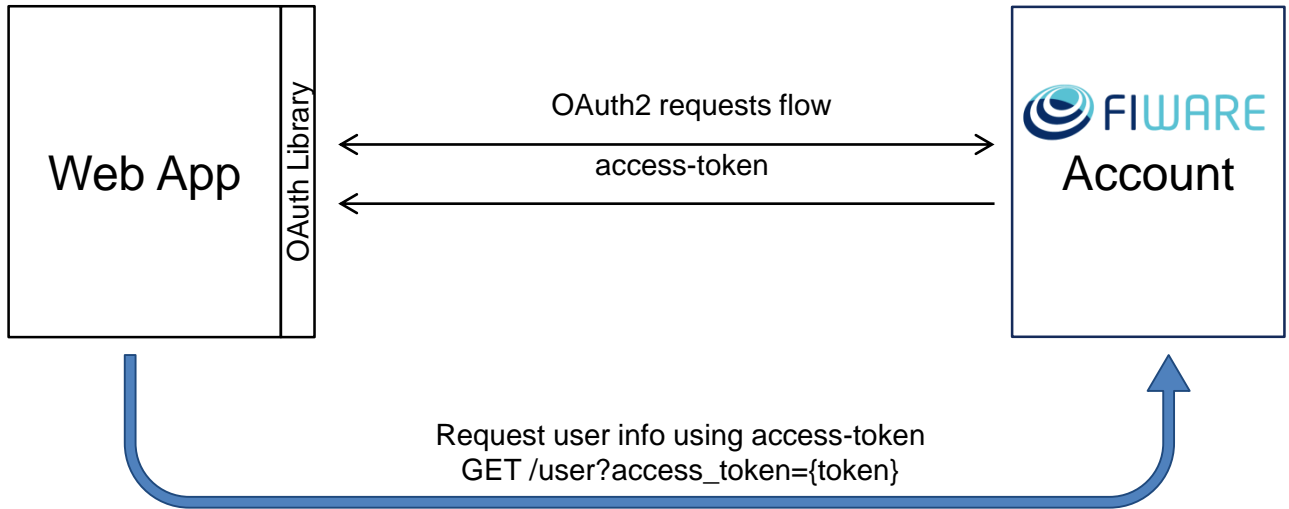 Web App
OAuth Library
OAuth2 requests flow
access-token
FIWARE
Account
Request user info using access-token
GET /user?access_token={token}